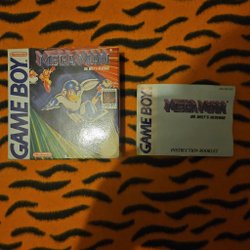 GAME BOY
MEGA MAN
GAME BOY
MEGA MAN
DR. WILY'S REVENGE
INSTRUCTION BOOKLET